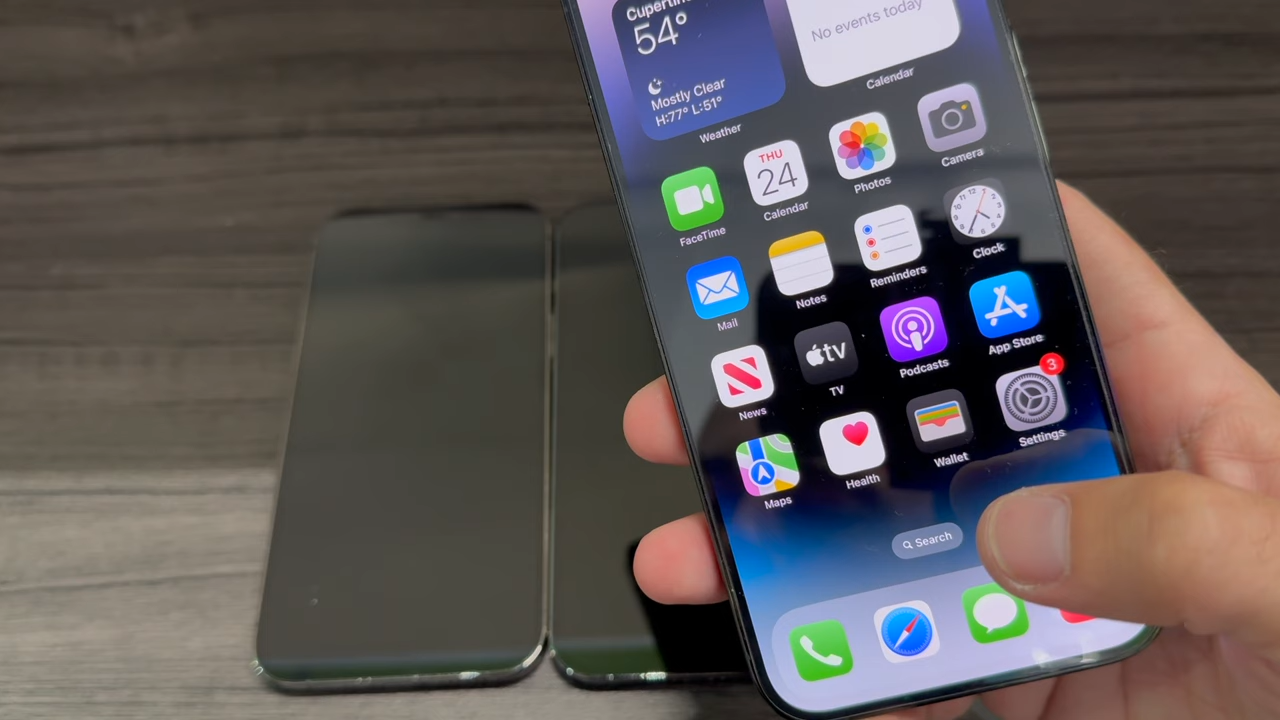 Cupertin
54°
Mostly Clear
H:77° L:51°
Weather
No events today
Calendar
FaceTime
THU
24
Calendar
Photos
Camera
Mail
Notes
Reminders
Clock
News
tv
TV
Podcasts
App Store
3
Maps
Health
Wallet
Settings
Search